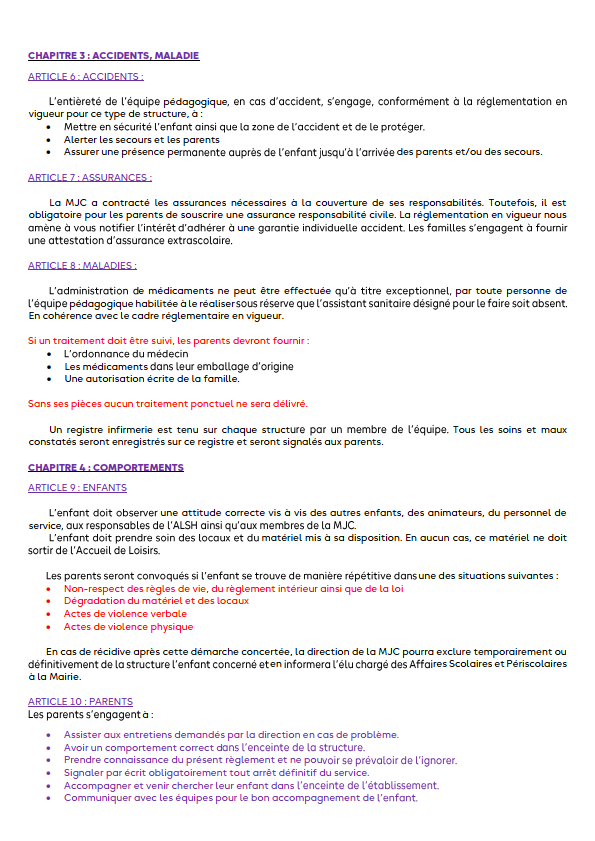 CHAPITRE 3 : ACCIDENTS, MALADIE
ARTICLE 6 : ACCIDENTS :
L'entièreté de l'équipe pédagogique, en cas d'accident, s'engage, conformément à la réglementation en
vigueur pour ce type de structure, à :
• Mettre en sécurité l'enfant ainsi que la zone de l'accident et de le protéger.
• Alerter les secours et les parents
• Assurer une présence permanente auprès de l'enfant jusqu'à l'arrivée des parents et/ou des secours.
ARTICLE 7 : ASSURANCES :
La MJC a contracté les assurances nécessaires à la couverture de ses responsabilités. Toutefois, il est
obligatoire pour les parents de souscrire une assurance responsabilité civile. La réglementation en vigueur nous
amène à vous notifier l'intérêt d'adhérer à une garantie individuelle accident. Les familles s'engagent à fournir
une attestation d'assurance extrascolaire.
ARTICLE 8 : MALADIES :
L'administration de médicaments ne peut être effectuée qu'à titre exceptionnel, par toute personne de
l'équipe pédagogique habilitée à le réaliser sous réserve que l'assistant sanitaire désigné pour le faire soit absent.
En cohérence avec le cadre réglementaire en vigueur.
Si un traitement doit être suivi, les parents devront fournir :
• L'ordonnance du médecin
• Les médicaments dans leur emballage d'origine
• Une autorisation écrite de la famille.
Sans ses pièces aucun traitement ponctuel ne sera délivré.
Un registre infirmerie est tenu sur chaque structure par un membre de l'équipe. Tous les soins et maux
constatés seront enregistrés sur ce registre et seront signalés aux parents.
CHAPITRE 4 : COMPORTEMENTS
ARTICLE 9 : ENFANTS
L'enfant doit observer une attitude correcte vis à vis des autres enfants, des animateurs, du personnel de
service, aux responsables de l'ALSH ainsi qu'aux membres de la MJC.
L'enfant doit prendre soin des locaux et du matériel mis à sa disposition. En aucun cas, ce matériel ne doit
sortir de l'Accueil de Loisirs.
Les parents seront convoqués si l'enfant se trouve de manière répétitive dans une des situations suivantes :
• Non-respect des règles de vie, du règlement intérieur ainsi que de la loi
• Dégradation du matériel et des locaux
• Actes de violence verbale
• Actes de violence physique
En cas de récidive après cette démarche concertée, la direction de la MJC pourra exclure temporairement ou
définitivement de la structure l'enfant concerné et en informera l'élu chargé des Affaires Scolaires et Périscolaires
à la Mairie.
ARTICLE 10 : PARENTS
Les parents s'engagent à :
• Assister aux entretiens demandés par la direction en cas de problème.
• Avoir un comportement correct dans l'enceinte de la structure.
• Prendre connaissance du présent règlement et ne pouvoir se prévaloir de l'ignorer.
• Signaler par écrit obligatoirement tout arrêt définitif du service.
• Accompagner et venir chercher leur enfant dans l'enceinte de l'établissement.
• Communiquer avec les équipes pour le bon accompagnement de l'enfant.